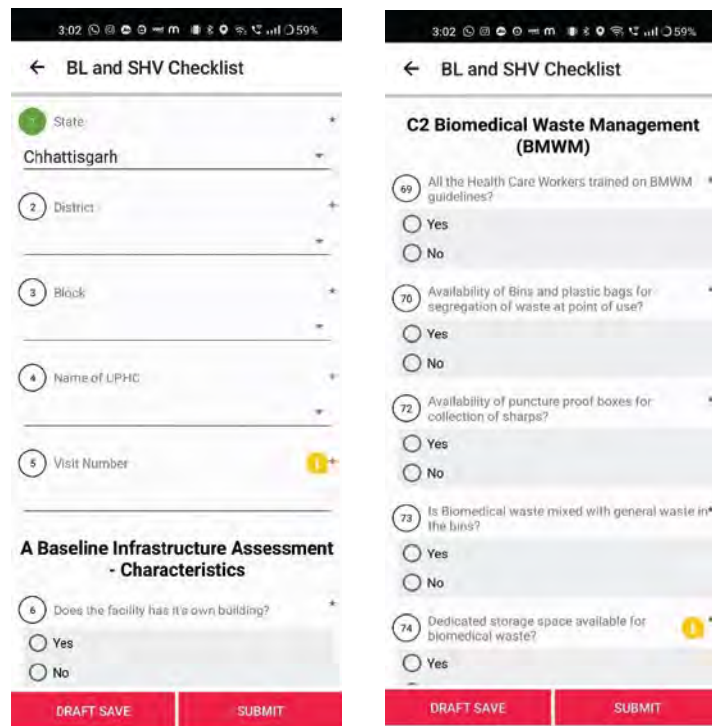 3:02 59%
BL and SHV Checklist
State *
Chhattisgarh
2 District *
3 Block *
4 Name of UPHC *
5 Visit Number *
A Baseline Infrastructure Assessment
- Characteristics
6 Does the facility has it's own building? *
Yes
No
DRAFT SAVE SUBMIT
3:02 59%
BL and SHV Checklist
C2 Biomedical Waste Management
(BMWM)
69 All the Health Care Workers trained on BMWM *
guidelines?
Yes
No
70 Availability of Bins and plastic bags for *
segregation of waste at point of use?
Yes
No
72 Availability of puncture proof boxes for *
collection of sharps?
Yes
No
73 Is Biomedical waste mixed with general waste in*
the bins?
Yes
No
74 Dedicated storage space available for *
biomedical waste?
Yes
DRAFT SAVE SUBMIT